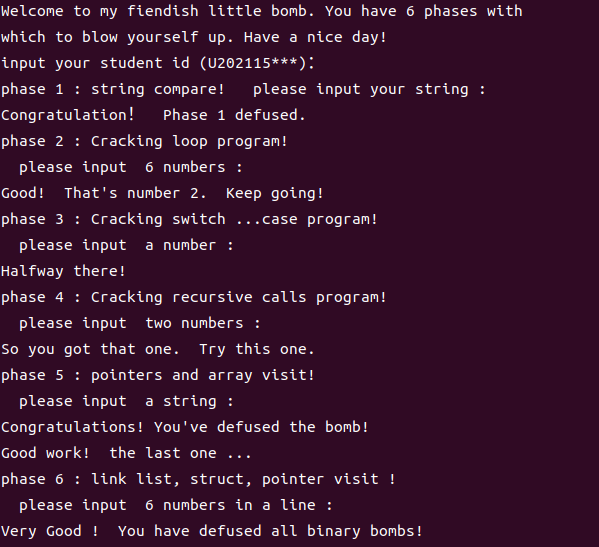 Welcome to my fiendish little bomb. You have 6 phases with
which to blow yourself up. Have a nice day!
input your student id (U202115***)：
phase 1 : string compare!   please input your string :
Congratulation！  Phase 1 defused.
phase 2 : Cracking loop program!
  please input  6 numbers :
Good!  That's number 2.  Keep going!
phase 3 : Cracking switch ...case program!
  please input  a number :
Halfway there!
phase 4 : Cracking recursive calls program!
  please input  two numbers :
So you got that one.  Try this one.
phase 5 : pointers and array visit!
  please input  a string :
Congratulations! You've defused the bomb!
Good work!  the last one ...
phase 6 : link list, struct, pointer visit !
  please input  6 numbers in a line :
Very Good !  You have defused all binary bombs!